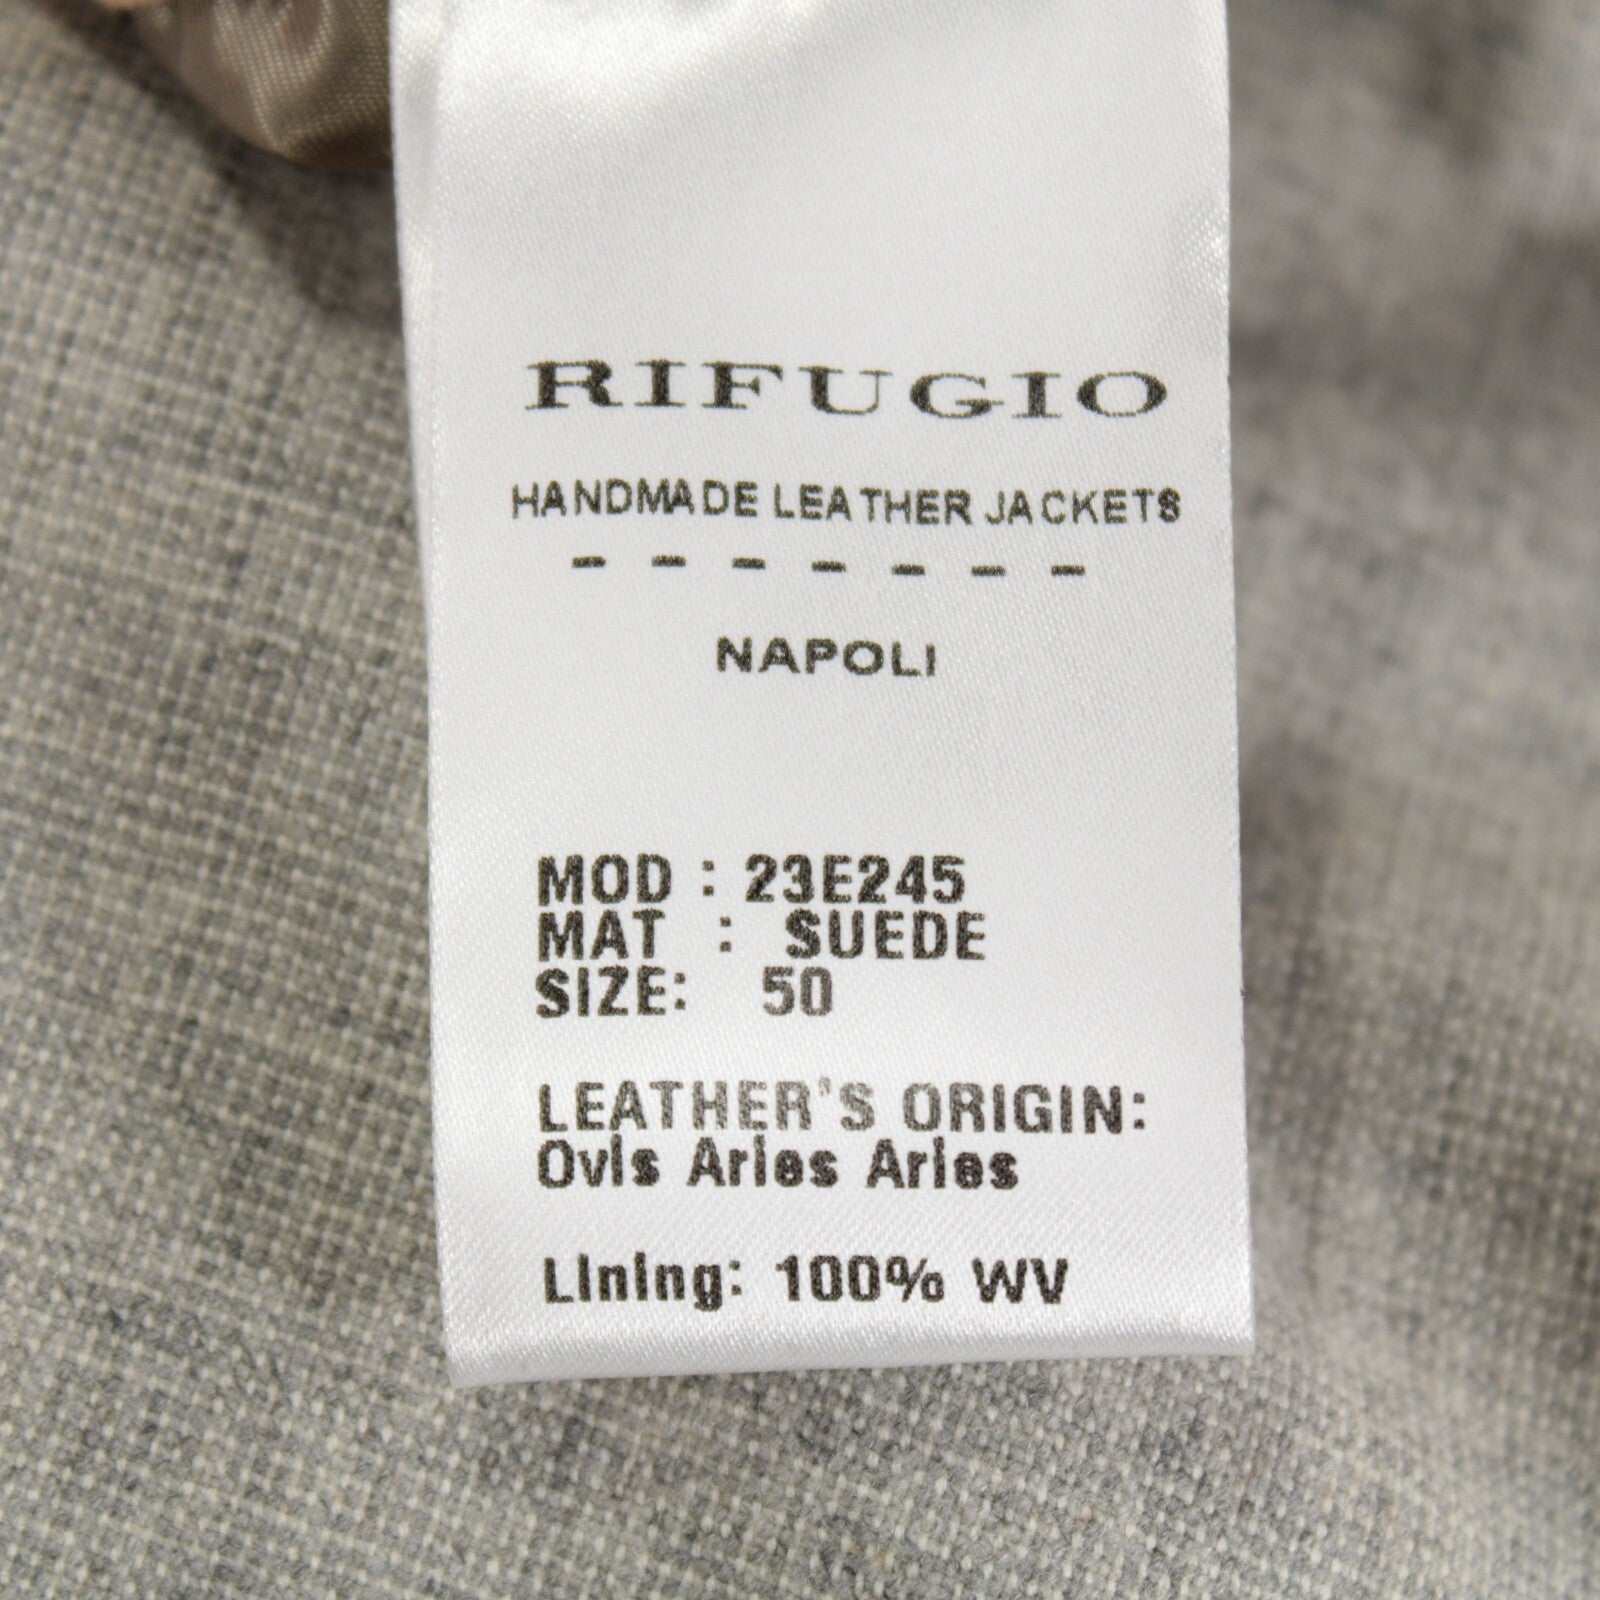 RIFUGIO
HANDMADE LEATHER JACKETS
- - - - - - -
NAPOLI
MOD : 23E245
MAT : SUEDE
SIZE: 50
LEATHER'S ORIGIN:
Ovis Aries Aries
Lining: 100% WV